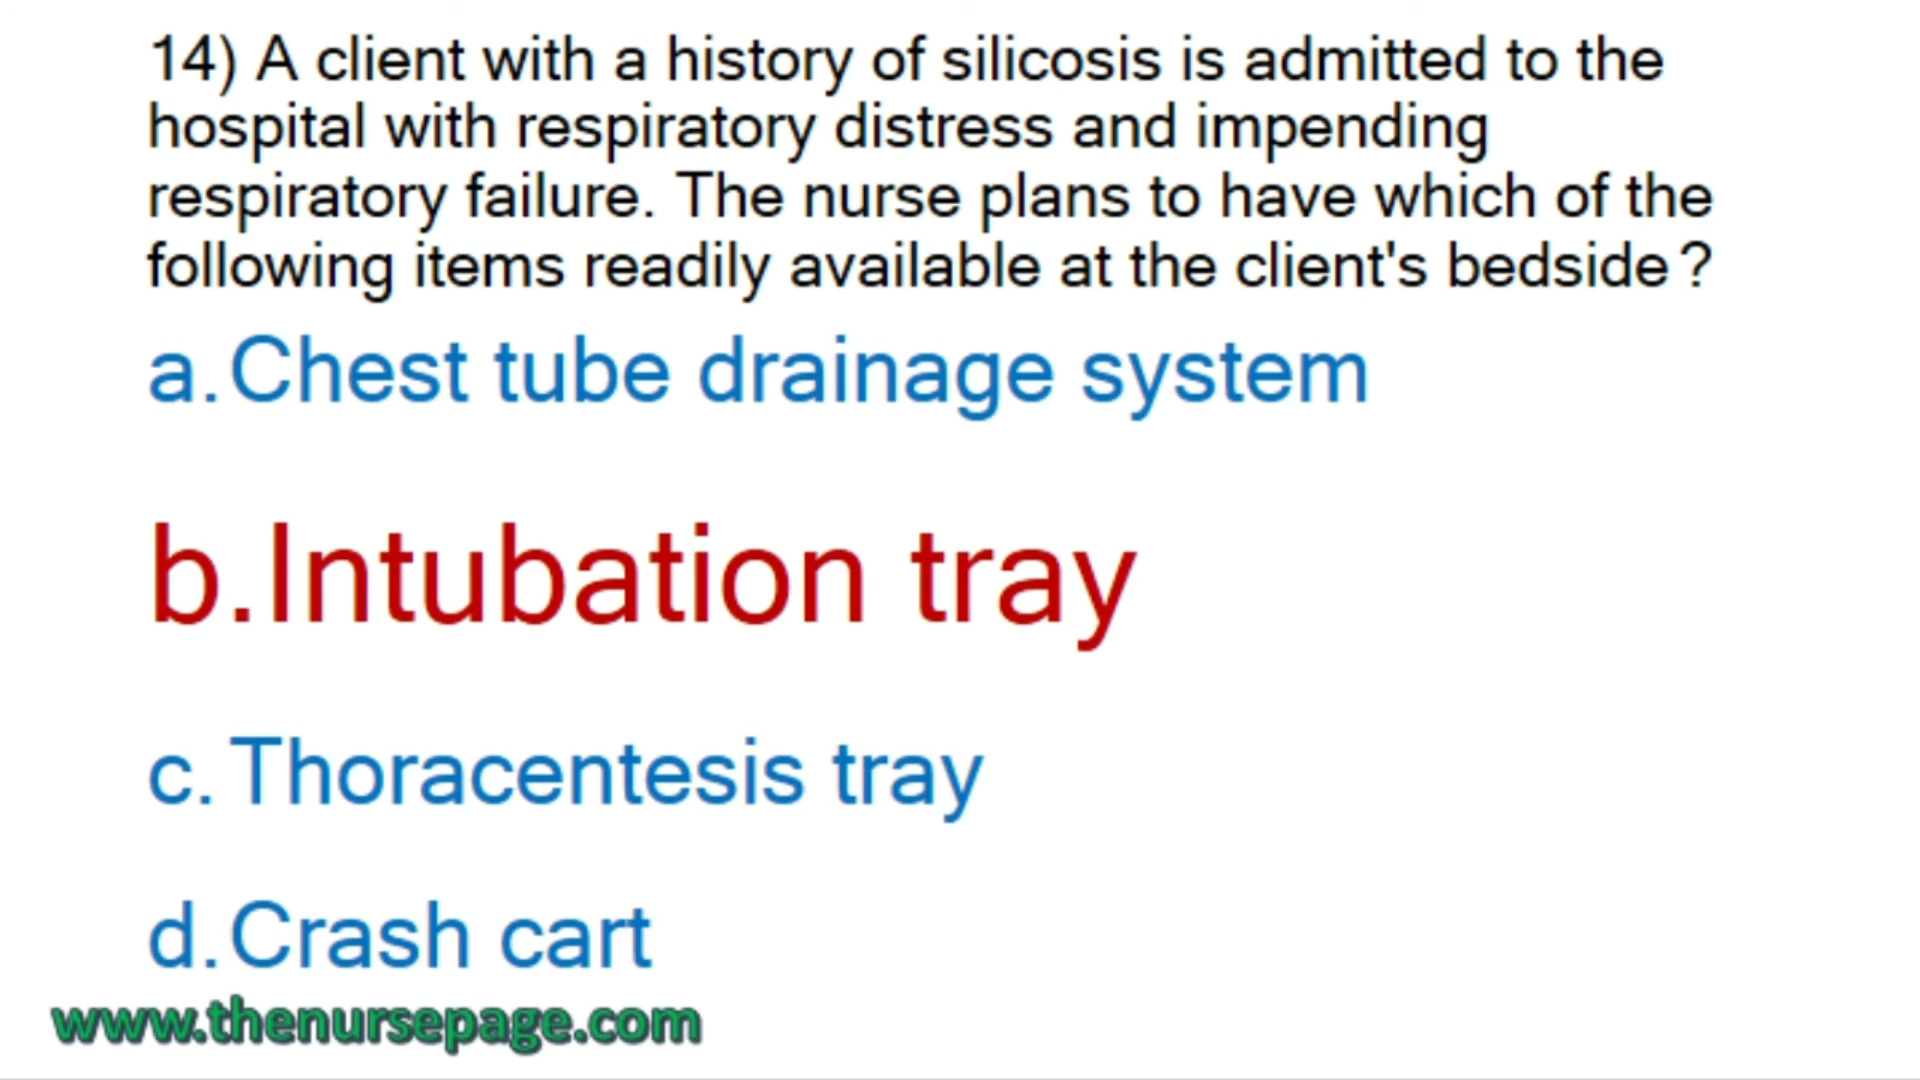 14) A client with a history of silicosis is admitted to the
hospital with respiratory distress and impending
respiratory failure. The nurse plans to have which of the
following items readily available at the client's bedside?
a. Chest tube drainage system
b. Intubation tray
c. Thoracentesis tray
d. Crash cart
www.thenursepage.com